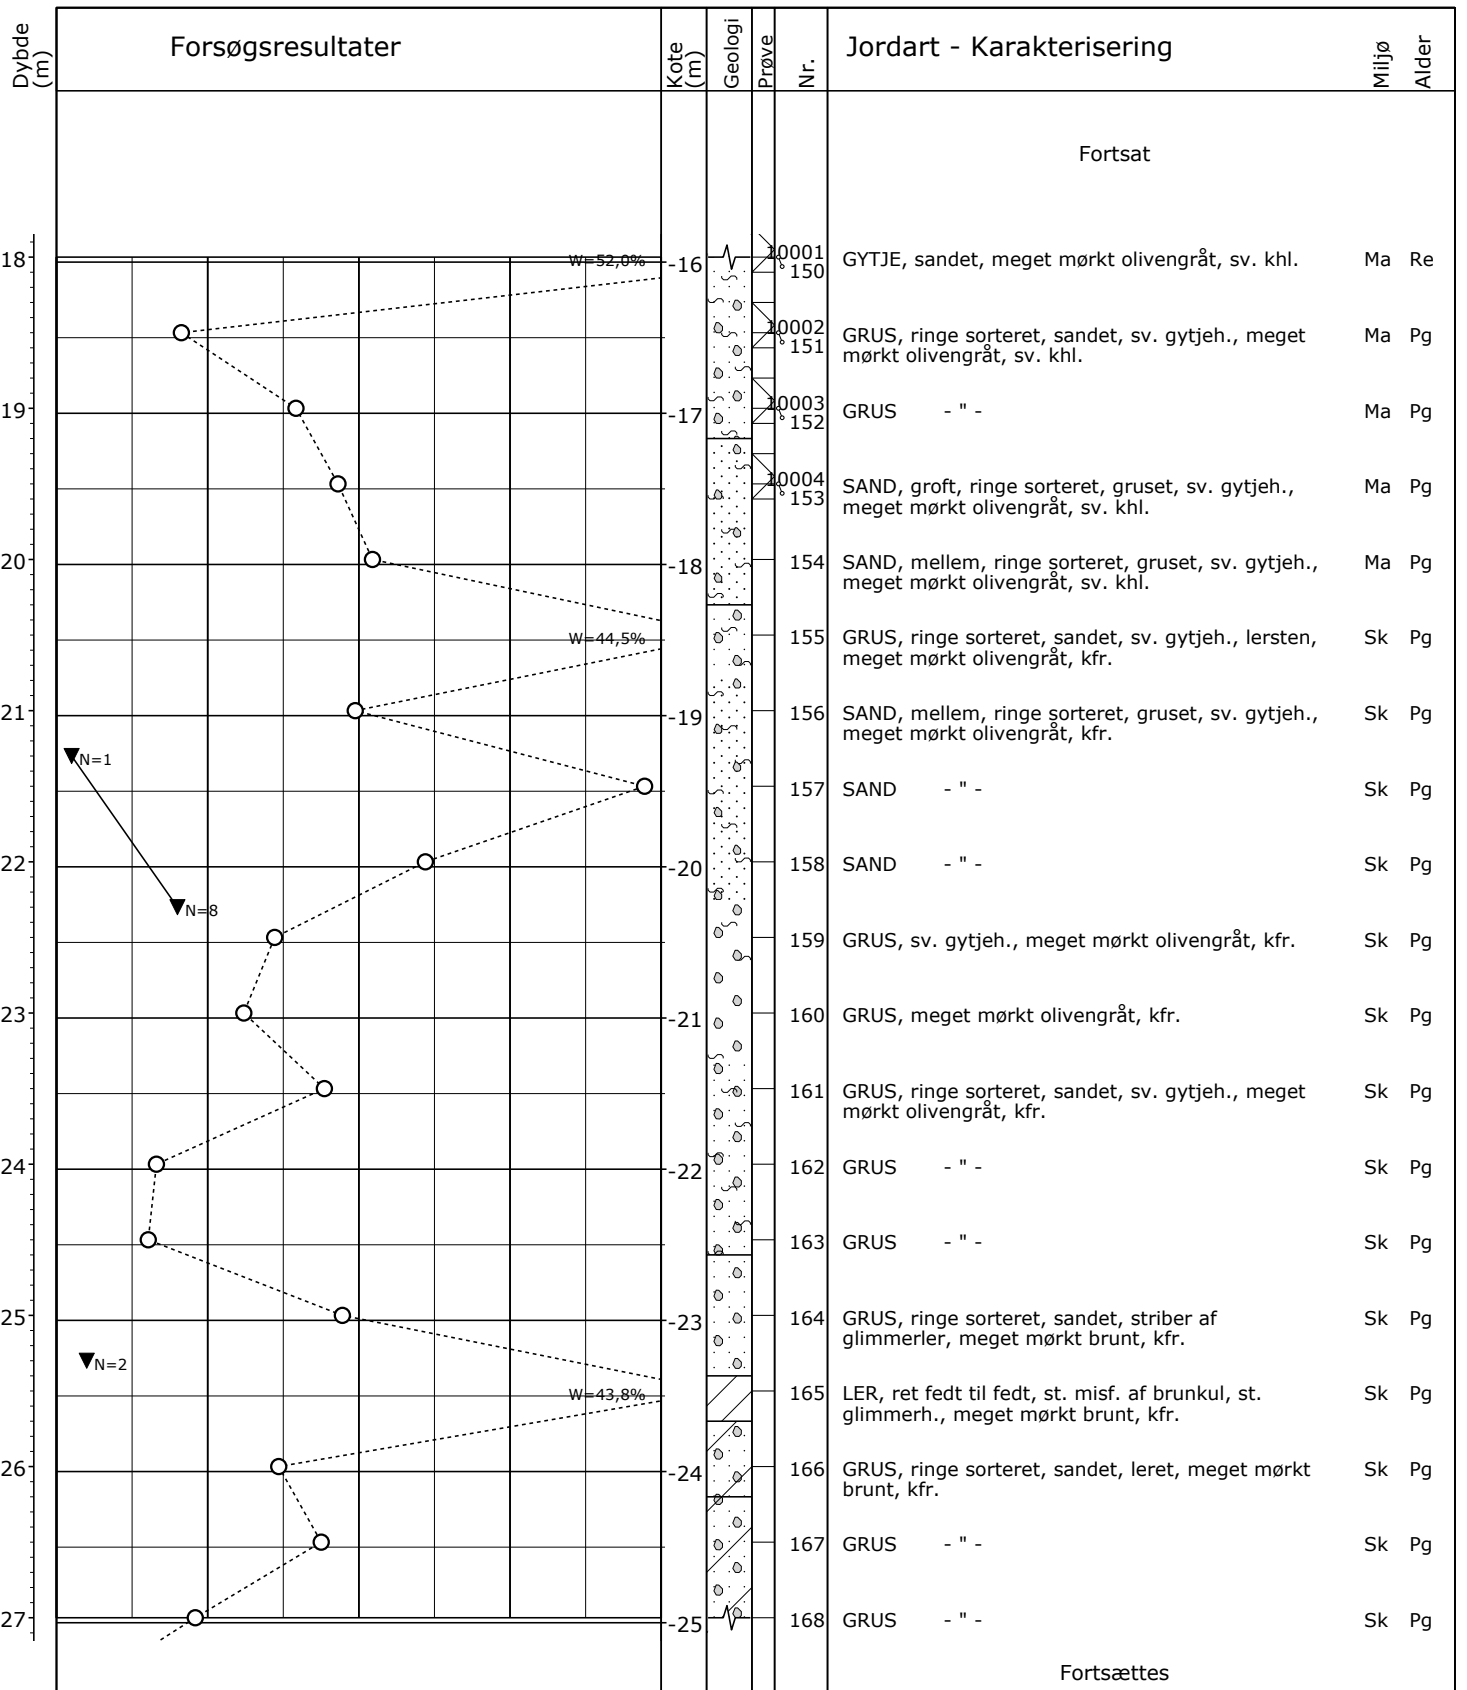 Dybde (m)
Forsøgsresultater
Kote (m)
Geologi
Prøve
Nr.
Jordart - Karakterisering
Miljø
Alder
Fortsat
18
W=52,0%
-16
10001
150
GYTJE, sandet, meget mørkt olivengråt, sv. khl.
Ma Re
10002
151
GRUS, ringe sorteret, sandet, sv. gytjeh., meget
mørkt olivengråt, sv. khl.
Ma Pg
19
-17
10003
152
GRUS - " -
Ma Pg
10004
153
SAND, groft, ringe sorteret, gruset, sv. gytjeh.,
meget mørkt olivengråt, sv. khl.
Ma Pg
20
-18
154
SAND, mellem, ringe sorteret, gruset, sv. gytjeh.,
meget mørkt olivengråt, sv. khl.
Ma Pg
W=44,5%
155
GRUS, ringe sorteret, sandet, sv. gytjeh., lersten,
meget mørkt olivengråt, kfr.
Sk Pg
21
-19
156
SAND, mellem, ringe sorteret, gruset, sv. gytjeh.,
meget mørkt olivengråt, kfr.
Sk Pg
N=1
157
SAND - " -
Sk Pg
22
-20
158
SAND - " -
Sk Pg
N=8
159
GRUS, sv. gytjeh., meget mørkt olivengråt, kfr.
Sk Pg
23
-21
160
GRUS, meget mørkt olivengråt, kfr.
Sk Pg
161
GRUS, ringe sorteret, sandet, sv. gytjeh., meget
mørkt olivengråt, kfr.
Sk Pg
24
-22
162
GRUS - " -
Sk Pg
163
GRUS - " -
Sk Pg
25
-23
164
GRUS, ringe sorteret, sandet, striber af
glimmerler, meget mørkt brunt, kfr.
Sk Pg
N=2
W=43,8%
165
LER, ret fedt til fedt, st. misf. af brunkul, st.
glimmerh., meget mørkt brunt, kfr.
Sk Pg
26
-24
166
GRUS, ringe sorteret, sandet, leret, meget mørkt
brunt, kfr.
Sk Pg
167
GRUS - " -
Sk Pg
27
-25
168
GRUS - " -
Sk Pg
Fortsættes